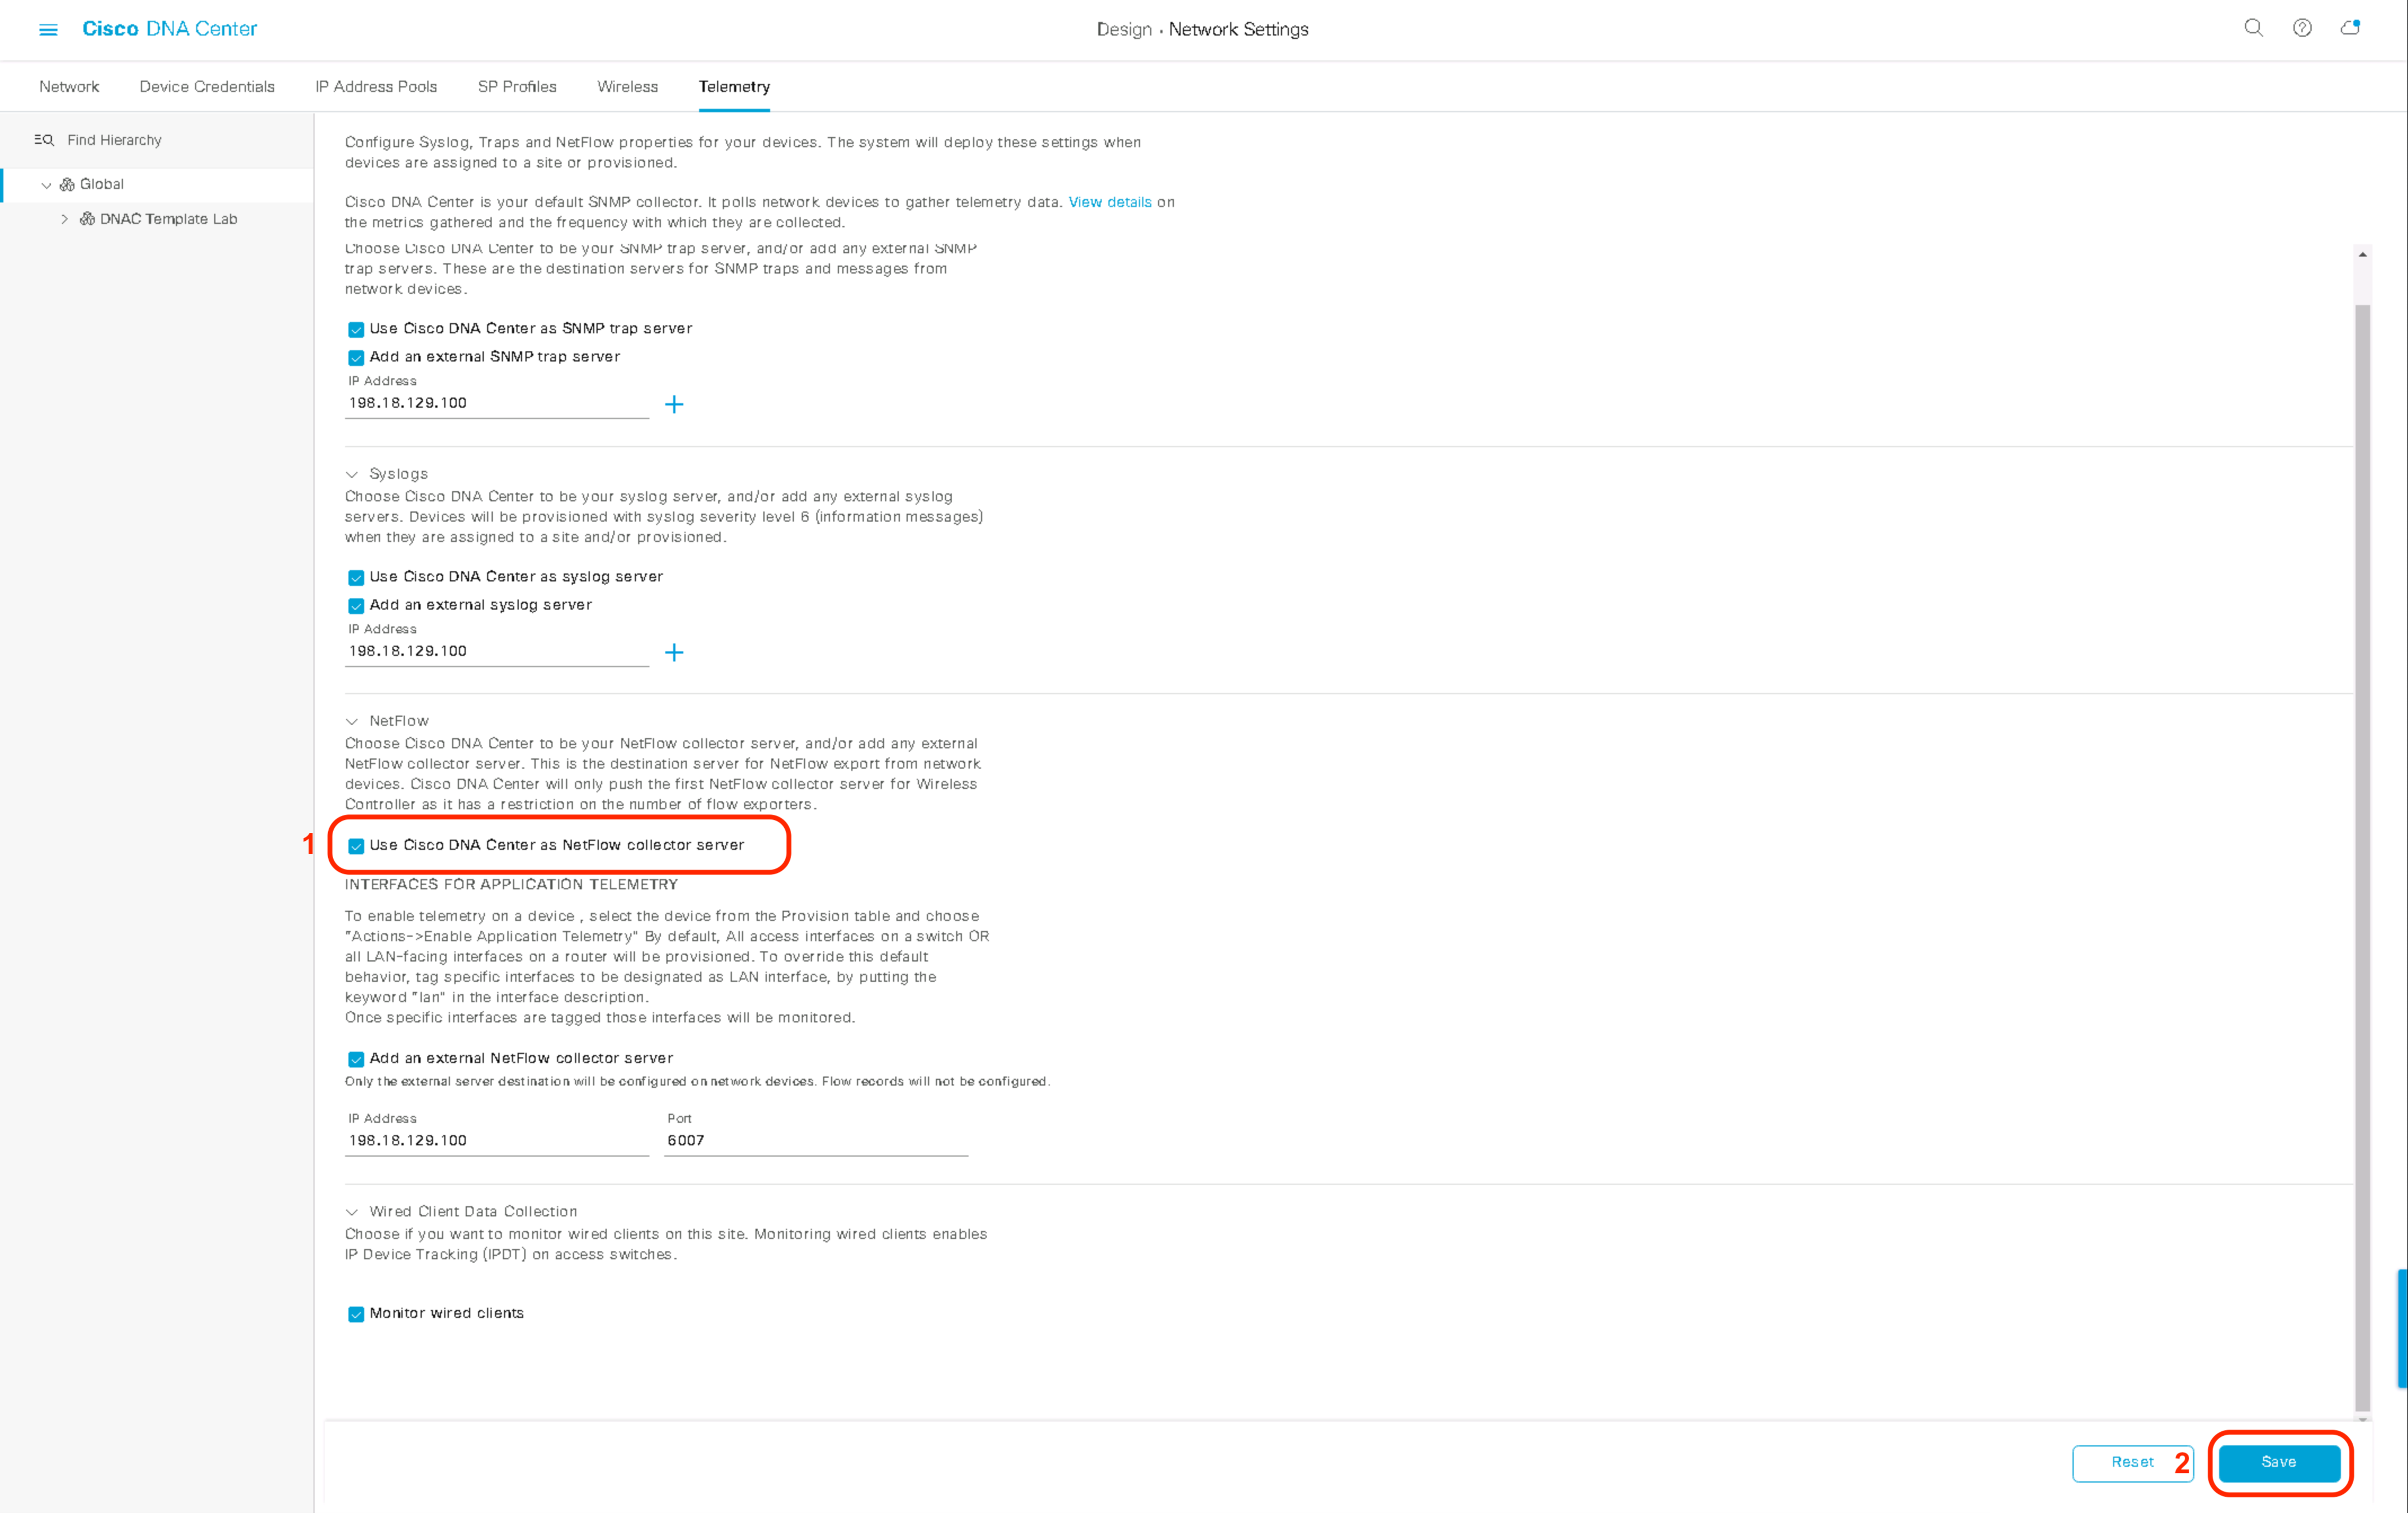 Cisco DNA Center
Design · Network Settings
Network
Device Credentials
IP Address Pools
SP Profiles
Wireless
Telemetry
Find Hierarchy
Global
DNAC Template Lab
Configure Syslog, Traps and NetFlow properties for your devices. The system will deploy these settings when
devices are assigned to a site or provisioned.
Cisco DNA Center is your default SNMP collector. It polls network devices to gather telemetry data. View details on
the metrics gathered and the frequency with which they are collected.
Choose Cisco DNA Center to be your SNMP trap server, and/or add any external SNMP
trap servers. These are the destination servers for SNMP traps and messages from
network devices.
Use Cisco DNA Center as SNMP trap server
Add an external SNMP trap server
IP Address
198.18.129.100
Syslogs
Choose Cisco DNA Center to be your syslog server, and/or add any external syslog
servers. Devices will be provisioned with syslog severity level 6 (information messages)
when they are assigned to a site and/or provisioned.
Use Cisco DNA Center as syslog server
Add an external syslog server
IP Address
198.18.129.100
NetFlow
Choose Cisco DNA Center to be your NetFlow collector server, and/or add any external
NetFlow collector server. This is the destination server for NetFlow export from network
devices. Cisco DNA Center will only push the first NetFlow collector server for Wireless
Controller as it has a restriction on the number of flow exporters.
1
Use Cisco DNA Center as NetFlow collector server
INTERFACES FOR APPLICATION TELEMETRY
To enable telemetry on a device , select the device from the Provision table and choose
"Actions->Enable Application Telemetry" By default, All access interfaces on a switch OR
all LAN-facing interfaces on a router will be provisioned. To override this default
behavior, tag specific interfaces to be designated as LAN interface, by putting the
keyword "lan" in the interface description.
Once specific interfaces are tagged those interfaces will be monitored.
Add an external NetFlow collector server
Only the external server destination will be configured on network devices. Flow records will not be configured.
IP Address
198.18.129.100
Port
6007
Wired Client Data Collection
Choose if you want to monitor wired clients on this site. Monitoring wired clients enables
IP Device Tracking (IPDT) on access switches.
Monitor wired clients
Reset
2
Save